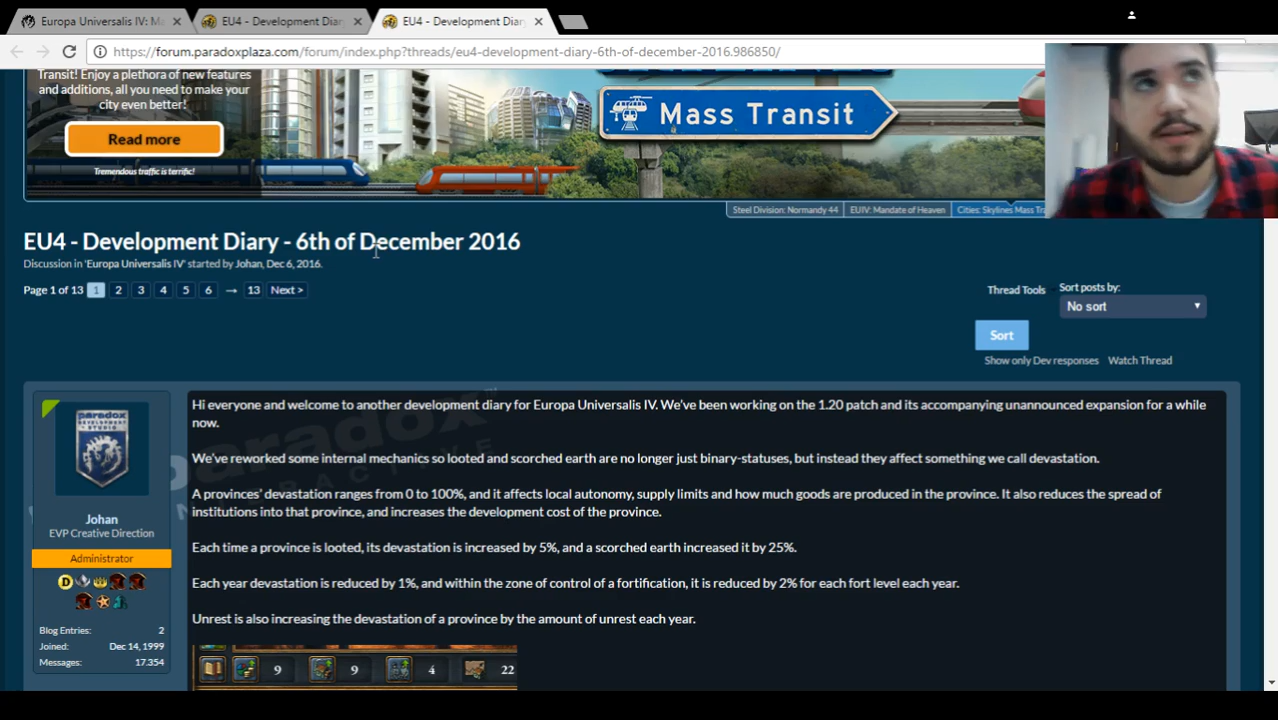 Europa Universalis IV: Ma
EU4 - Development Diar
EU4 - Development Diar
https://forum.paradoxplaza.com/forum/index.php?threads/eu4-development-diary-6th-of-december-2016.986850/
Transit! Enjoy a plethora of new features
and additions, all you need to make your
city even better!
Read more
Tremendous traffic is terrific!
Mass Transit
Steel Division: Normandy 44
EUIV: Mandate of Heaven
Cities: Skylines Mass Tra
EU4 - Development Diary - 6th of December 2016
Discussion in 'Europa Universalis IV' started by Johan, Dec 6, 2016.
Page 1 of 13 1 2 3 4 5 6 → 13 Next >
Thread Tools
Sort posts by:
No sort
Sort
Show only Dev responses Watch Thread
Hi everyone and welcome to another development diary for Europa Universalis IV. We've been working on the 1.20 patch and its accompanying unannounced expansion for a while
now.
We've reworked some internal mechanics so looted and scorched earth are no longer just binary-statuses, but instead they affect something we call devastation.
A provinces' devastation ranges from 0 to 100%, and it affects local autonomy, supply limits and how much goods are produced in the province. It also reduces the spread of
institutions into that province, and increases the development cost of the province.
Each time a province is looted, its devastation is increased by 5%, and a scorched earth increased it by 25%.
Each year devastation is reduced by 1%, and within the zone of control of a fortification, it is reduced by 2% for each fort level each year.
Unrest is also increasing the devastation of a province by the amount of unrest each year.
9 9 4 22
paradox
DEVELOPMENT STUDIO
Johan
EVP Creative Direction
Administrator
D
Blog Entries: 2
Joined: Dec 14, 1999
Messages: 17.354